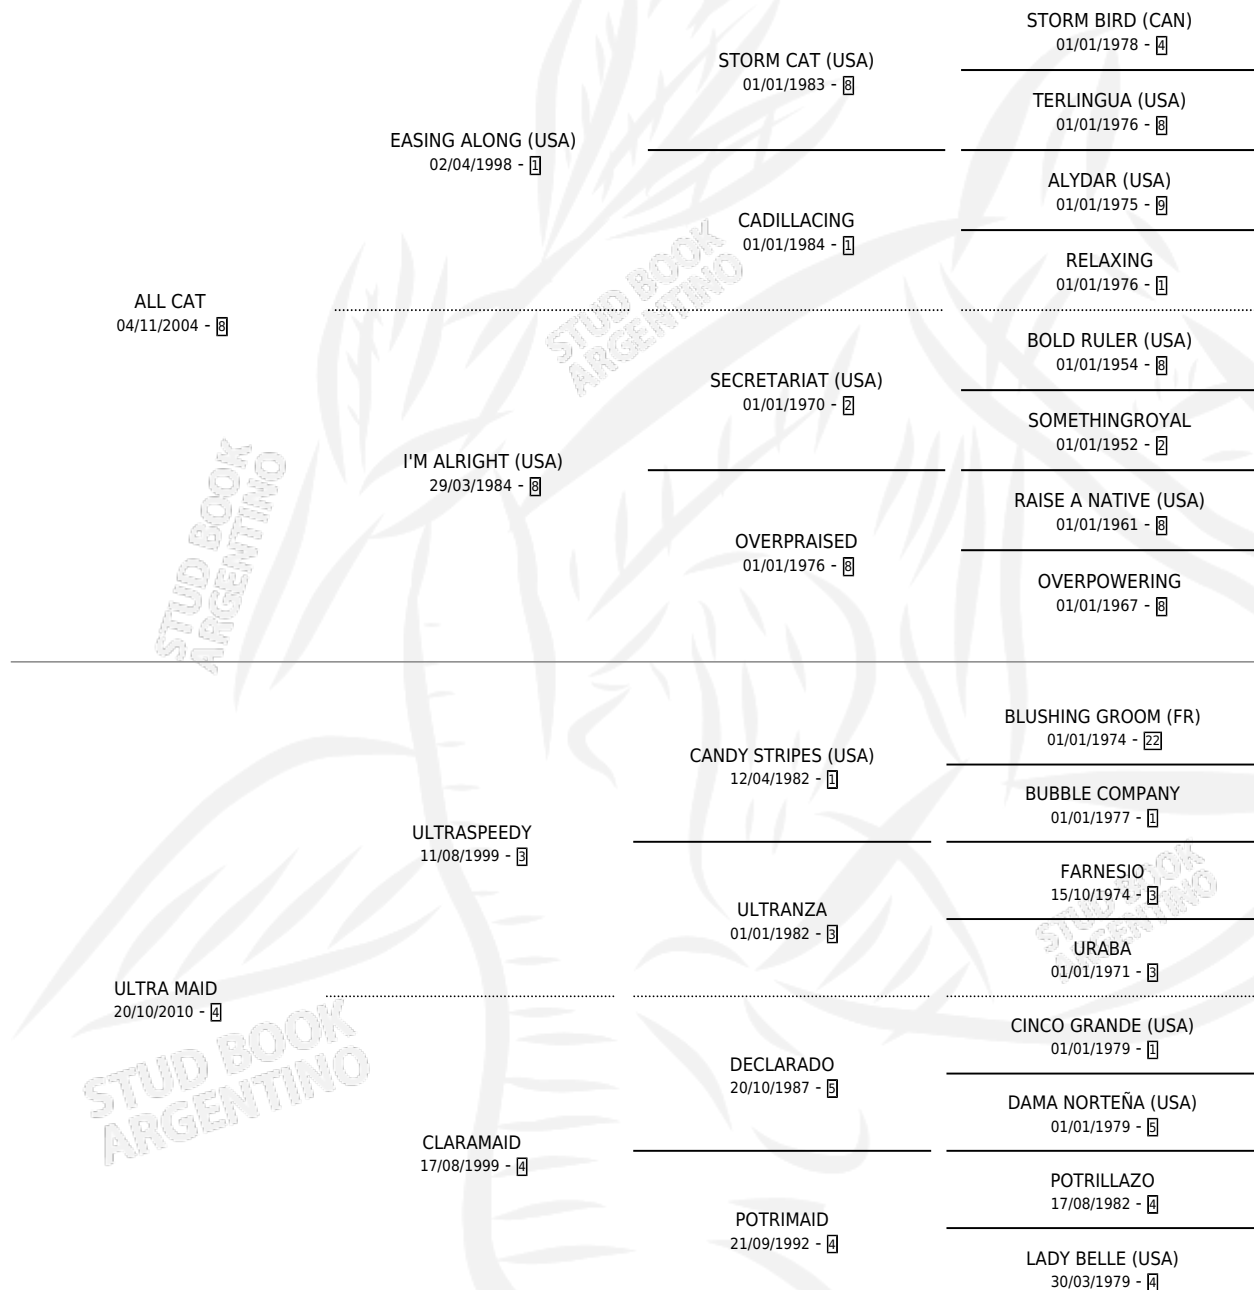 STORM BIRD (CAN)
01/01/1978 - 4
STORM CAT (USA)
01/01/1983 - 8
TERLINGUA (USA)
01/01/1976 - 8
EASING ALONG (USA)
02/04/1998 - 1
ALYDAR (USA)
01/01/1975 - 9
CADILLACING
01/01/1984 - 1
RELAXING
01/01/1976 - 1
ALL CAT
04/11/2004 - 8
STUD BOOK
ARGENTINO
BOLD RULER (USA)
01/01/1954 - 8
SECRETARIAT (USA)
01/01/1970 - 2
SOMETHINGROYAL
01/01/1952 - 2
I'M ALRIGHT (USA)
29/03/1984 - 8
RAISE A NATIVE (USA)
01/01/1961 - 8
OVERPRAISED
01/01/1976 - 8
OVERPOWERING
01/01/1967 - 8
STUD BOOK
ARGENTINO
BLUSHING GROOM (FR)
01/01/1974 - 22
CANDY STRIPES (USA)
12/04/1982 - 1
BUBBLE COMPANY
01/01/1977 - 1
ULTRASPEEDY
11/08/1999 - 3
FARNESIO
15/10/1974 - 3
ULTRANZA
01/01/1982 - 3
URABA
01/01/1971 - 3
STUD BOOK
ARGENTINO
ULTRA MAID
20/10/2010 - 4
CINCO GRANDE (USA)
01/01/1979 - 1
DECLARADO
20/10/1987 - 5
DAMA NORTEÑA (USA)
01/01/1979 - 5
STUD BOOK
ARGENTINO
CLARAMAID
17/08/1999 - 4
POTRILLAZO
17/08/1982 - 4
POTRIMAID
21/09/1992 - 4
LADY BELLE (USA)
30/03/1979 - 4